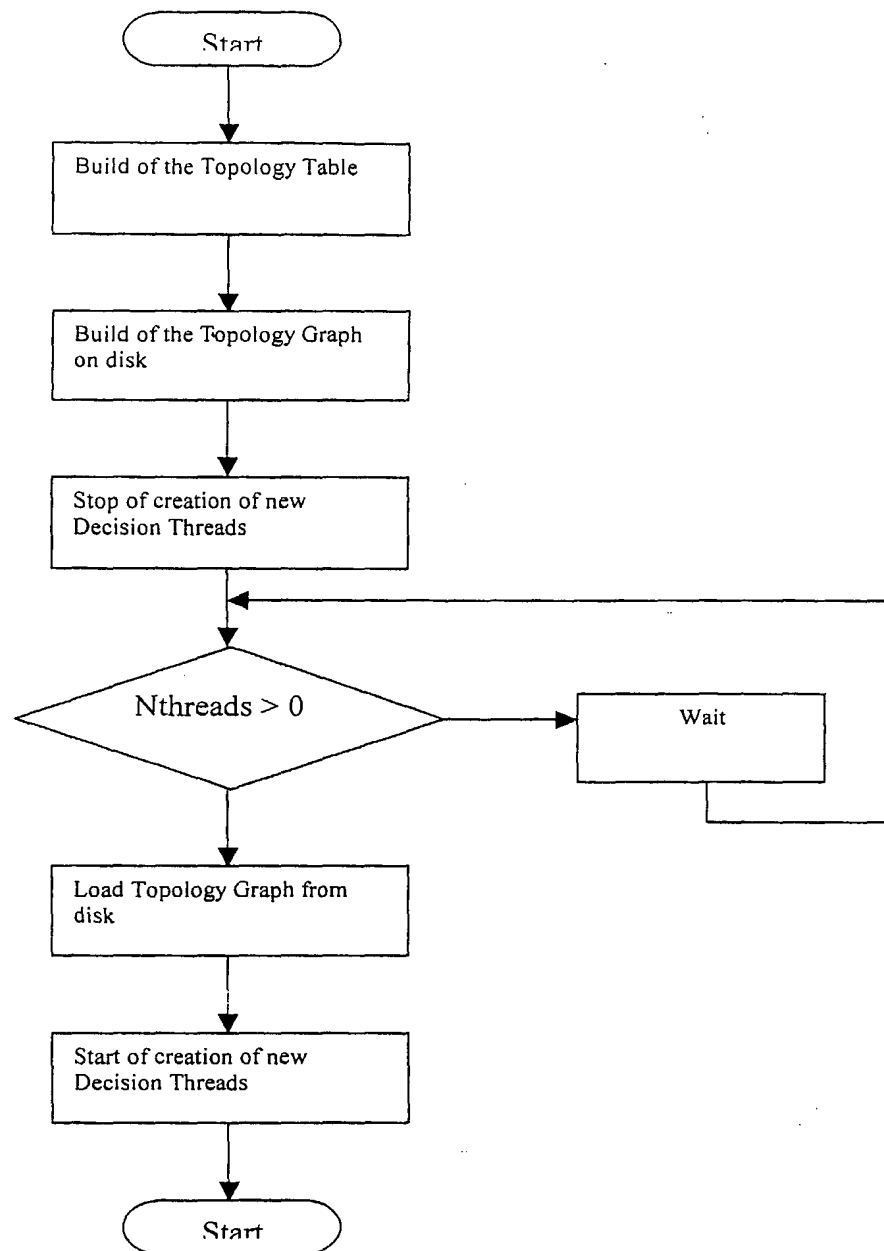 Start
Build of the Topology Table
Build of the Topology Graph
on disk
Stop of creation of new
Decision Threads
Nthreads > 0
Wait
Load Topology Graph from
disk
Start of creation of new
Decision Threads
Start